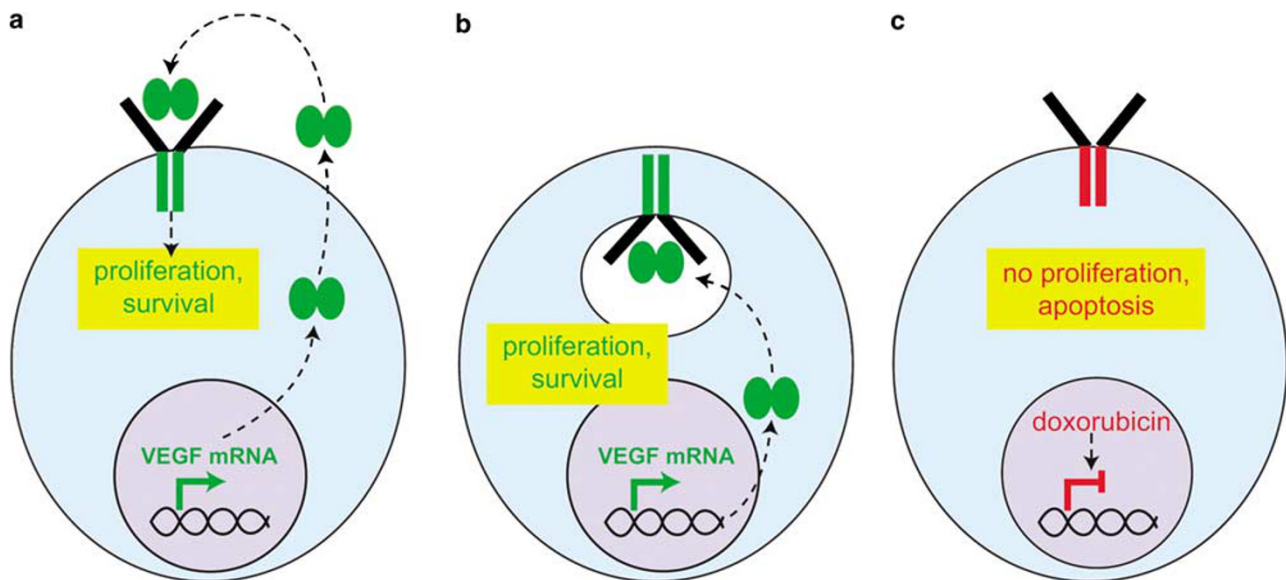 a
proliferation,
survival
VEGF mRNA
b
proliferation,
survival
VEGF mRNA
c
no proliferation,
apoptosis
doxorubicin